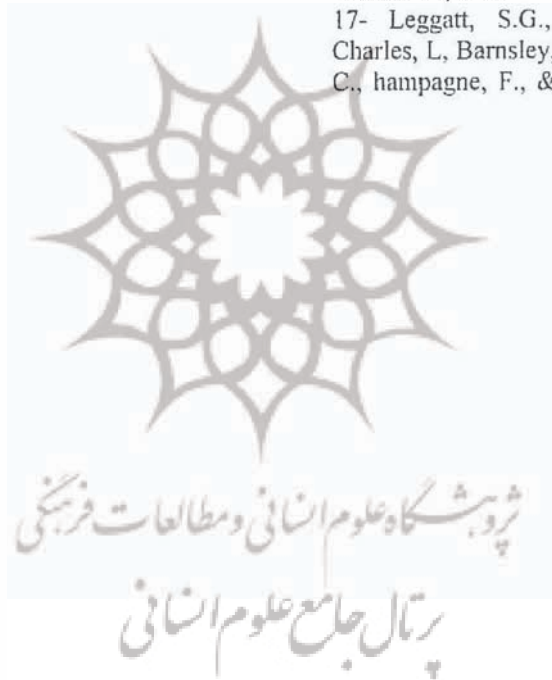 17- Leggatt, S.G.,
Charles, L, Barnsley,
C., hampagne, F., &
پژوهشگاه علوم انسانی و مطالعات فرهنگی
پرتال جامع علوم انسانی